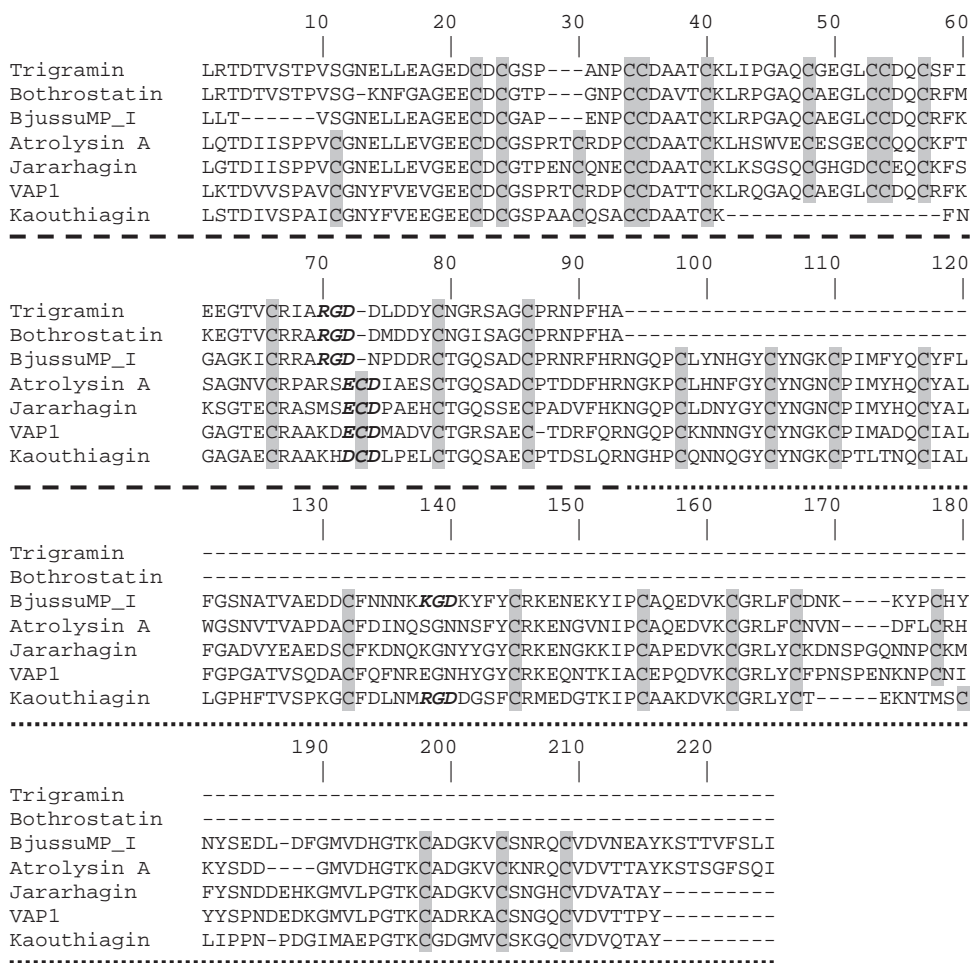 10 20 30 40 50 60
| | | | | |
Trigramin LRTDTVSTPVSGNELLEAGEDCDCGSP---ANPCCDAATCKLIPGAQCGEGLCCDQCSFI
Bothrostatin LRTDTVSTPVSG-KNFGAGEECDCGTP---GNPCCDAVTCKLRPGAQCAEGLCCDQCRFM
BjussuMP_I LLT------VSGNELLEAGEECDCGAP---ENPCCDAATCKLRPGAQCAEGLCCDQCRFK
Atrolysin A LQTDIISPPVCGNELLEVGEECDCGSPRTCRDPCCDAATCKLHSWVECESGECCQQCKFT
Jararhagin LGTDIISPPVCGNELLEVGEECDCGTPENCQNECCDAATCKLKSGSQCGHGDCCEQCKFS
VAP1 LKTDVVSPAVCGNYFVEVGEECDCGSPRTCRDPCCDATTCKLRQGAQCAEGLCCDQCRFK
Kaouthiagin LSTDIVSPAICGNYFVEEGEECDCGSPAACQSACCDAATCK-----------------FN
70 80 90 100 110 120
| | | | | |
Trigramin EEGTVCRIARGD-DLDDYCNGRSAGCPRNPFHA---------------------------
Bothrostatin KEGTVCRRARGD-DMDDYCNGISAGCPRNPFHA---------------------------
BjussuMP_I GAGKICRRARGD-NPDDRCTGQSADCPRNRFHRNGQPCLYNHGYCYNGKCPIMFYQCYFL
Atrolysin A SAGNVCRPARSECDIAESCTGQSADCPTDDFHRNGKPCLHNFGYCYNGNCPIMYHQCYAL
Jararhagin KSGTECRASMSECDPAEHCTGQSSECPADVFHKNGQPCLDNYGYCYNGNCPIMYHQCYAL
VAP1 GAGTECRAAKDECDMADVCTGRSAEC-TDRFQRNGQPCKNNNGYCYNGKCPIMADQCIAL
Kaouthiagin GAGAECRAAKHDCDLPELCTGQSAECPTDSLQRNGHPCQNNQGYCYNGKCPTLTNQCIAL
130 140 150 160 170 180
| | | | | |
Trigramin ------------------------------------------------------------
Bothrostatin ------------------------------------------------------------
BjussuMP_I FGSNATVAEDDCFNNNKKGDKYFYCRKENEKYIPCAQEDVKCGRLFCDNK----KYPCHY
Atrolysin A WGSNVTVAPDACFDINQSGNNSFYCRKENGVNIPCAQEDVKCGRLFCNVN----DFLCRH
Jararhagin FGADVYEAEDSCFKDNQKGNYYGYCRKENGKKIPCAPEDVKCGRLYCKDNSPGQNNPCKM
VAP1 FGPGATVSQDACFQFNREGNHYGYCRKEQNTKIACEPQDVKCGRLYCFPNSPENKNPCNI
Kaouthiagin LGPHFTVSPKGCFDLNMRGDDGSFCRMEDGTKIPCAAKDVKCGRLYCT-----EKNTMSC
190 200 210 220
| | | |
Trigramin ---------------------------------------------
Bothrostatin ---------------------------------------------
BjussuMP_I NYSEDL-DFGMVDHGTKCADGKVCSNRQCVDVNEAYKSTTVFSLI
Atrolysin A KYSDD----GMVDHGTKCADGKVCKNRQCVDVTTAYKSTSGFSQI
Jararhagin FYSNDDEHKGMVLPGTKCADGKVCSNGHCVDVATAY---------
VAP1 YYSPNDEDKGMVLPGTKCADRKACSNGQCVDVTTPY---------
Kaouthiagin LIPPN-PDGIMAEPGTKCGDGMVCSKGQCVDVQTAY---------